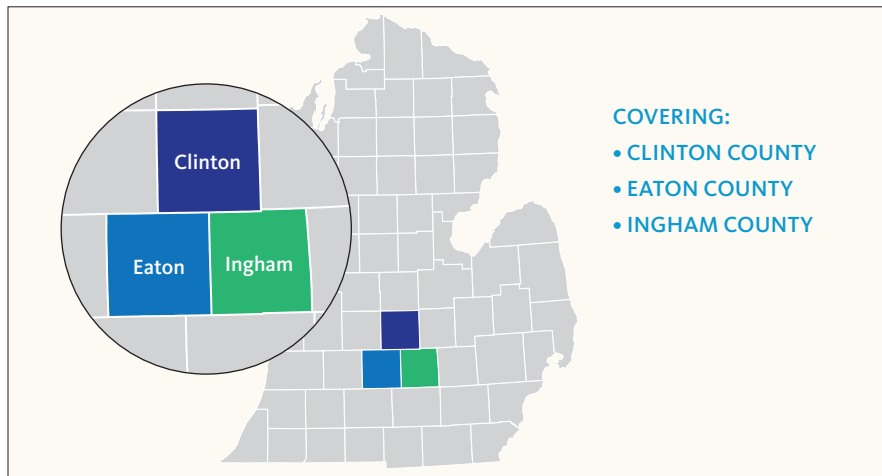 Clinton
Eaton
Ingham
COVERING:
• CLINTON COUNTY
• EATON COUNTY
• INGHAM COUNTY